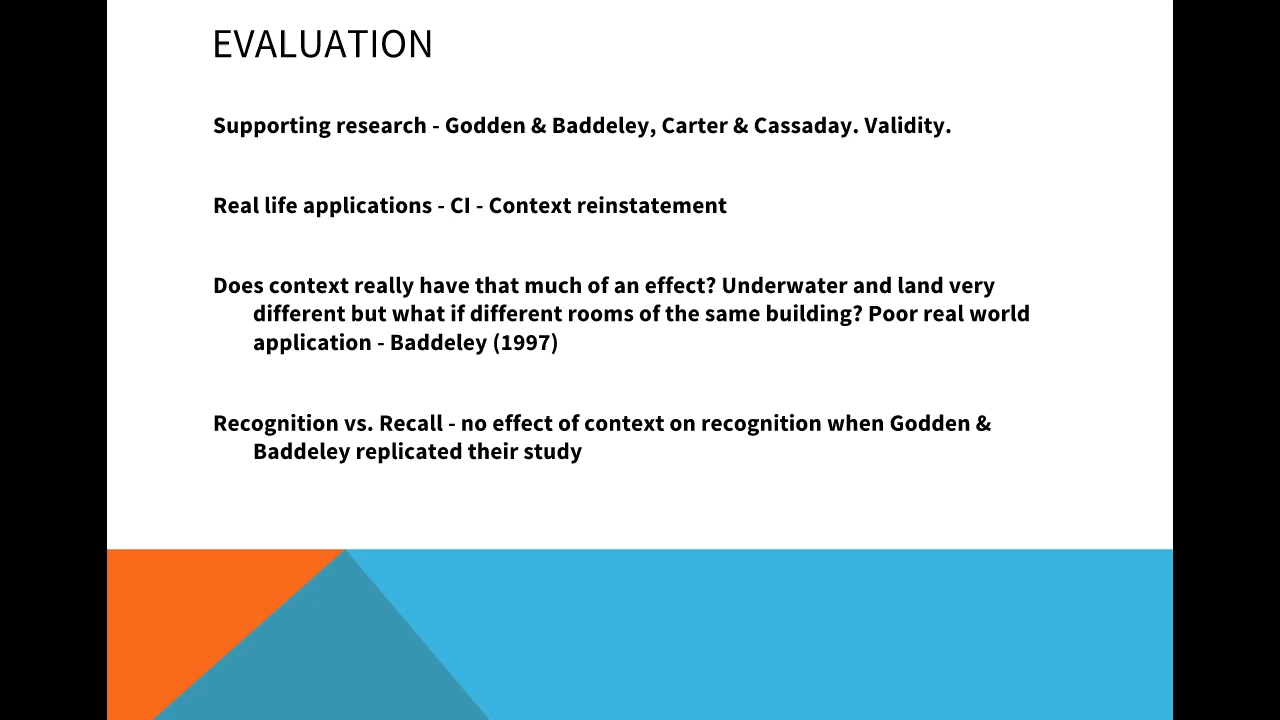 EVALUATION
Supporting research - Godden & Baddeley, Carter & Cassaday. Validity.
Real life applications - CI - Context reinstatement
Does context really have that much of an effect? Underwater and land very
different but what if different rooms of the same building? Poor real world
application - Baddeley (1997)
Recognition vs. Recall - no effect of context on recognition when Godden &
Baddeley replicated their study